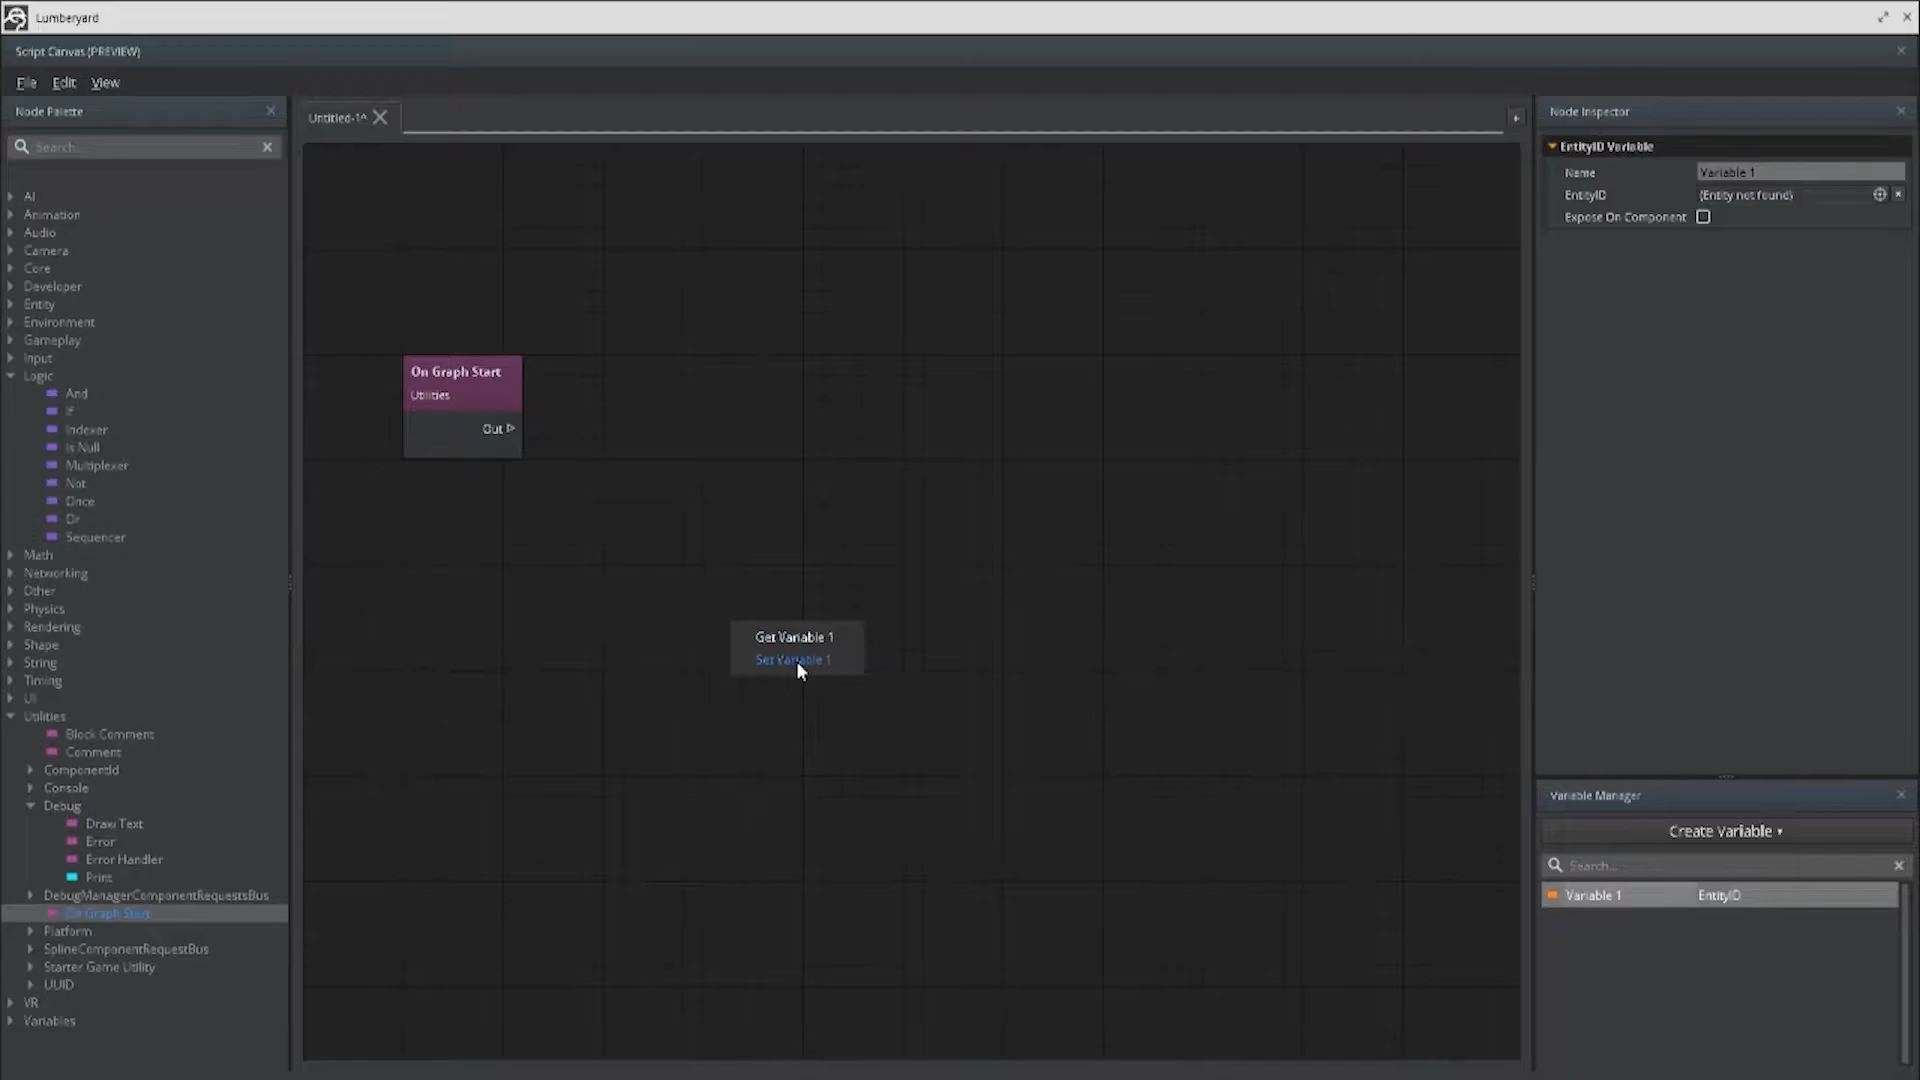 Lumberyard
Script Canvas (PREVIEW)
File Edit View
Node Palette
Search...
AI
Animation
Audio
Camera
Core
Developer
Entity
Environment
Gameplay
Input
Logic
And
If
Indexer
Is Null
Multiplexer
Not
Once
Or
Sequencer
Math
Networking
Other
Physics
Rendering
Shape
String
Timing
UI
Utilities
Block Comment
Comment
ComponentId
Console
Debug
Draw Text
Error
Error Handler
Print
DebugManagerComponentRequestsBus
On Graph Start
Platform
SplineComponentRequestBus
Starter Game Utility
UUID
VR
Variables
Untitled-1^
On Graph Start
Utilities
Out
Get Variable 1
Set Variable 1
Node Inspector
EntityID Variable
Name Variable 1
EntityID (Entity not found)
Expose On Component
Variable Manager
Create Variable
Search...
Variable 1 EntityID